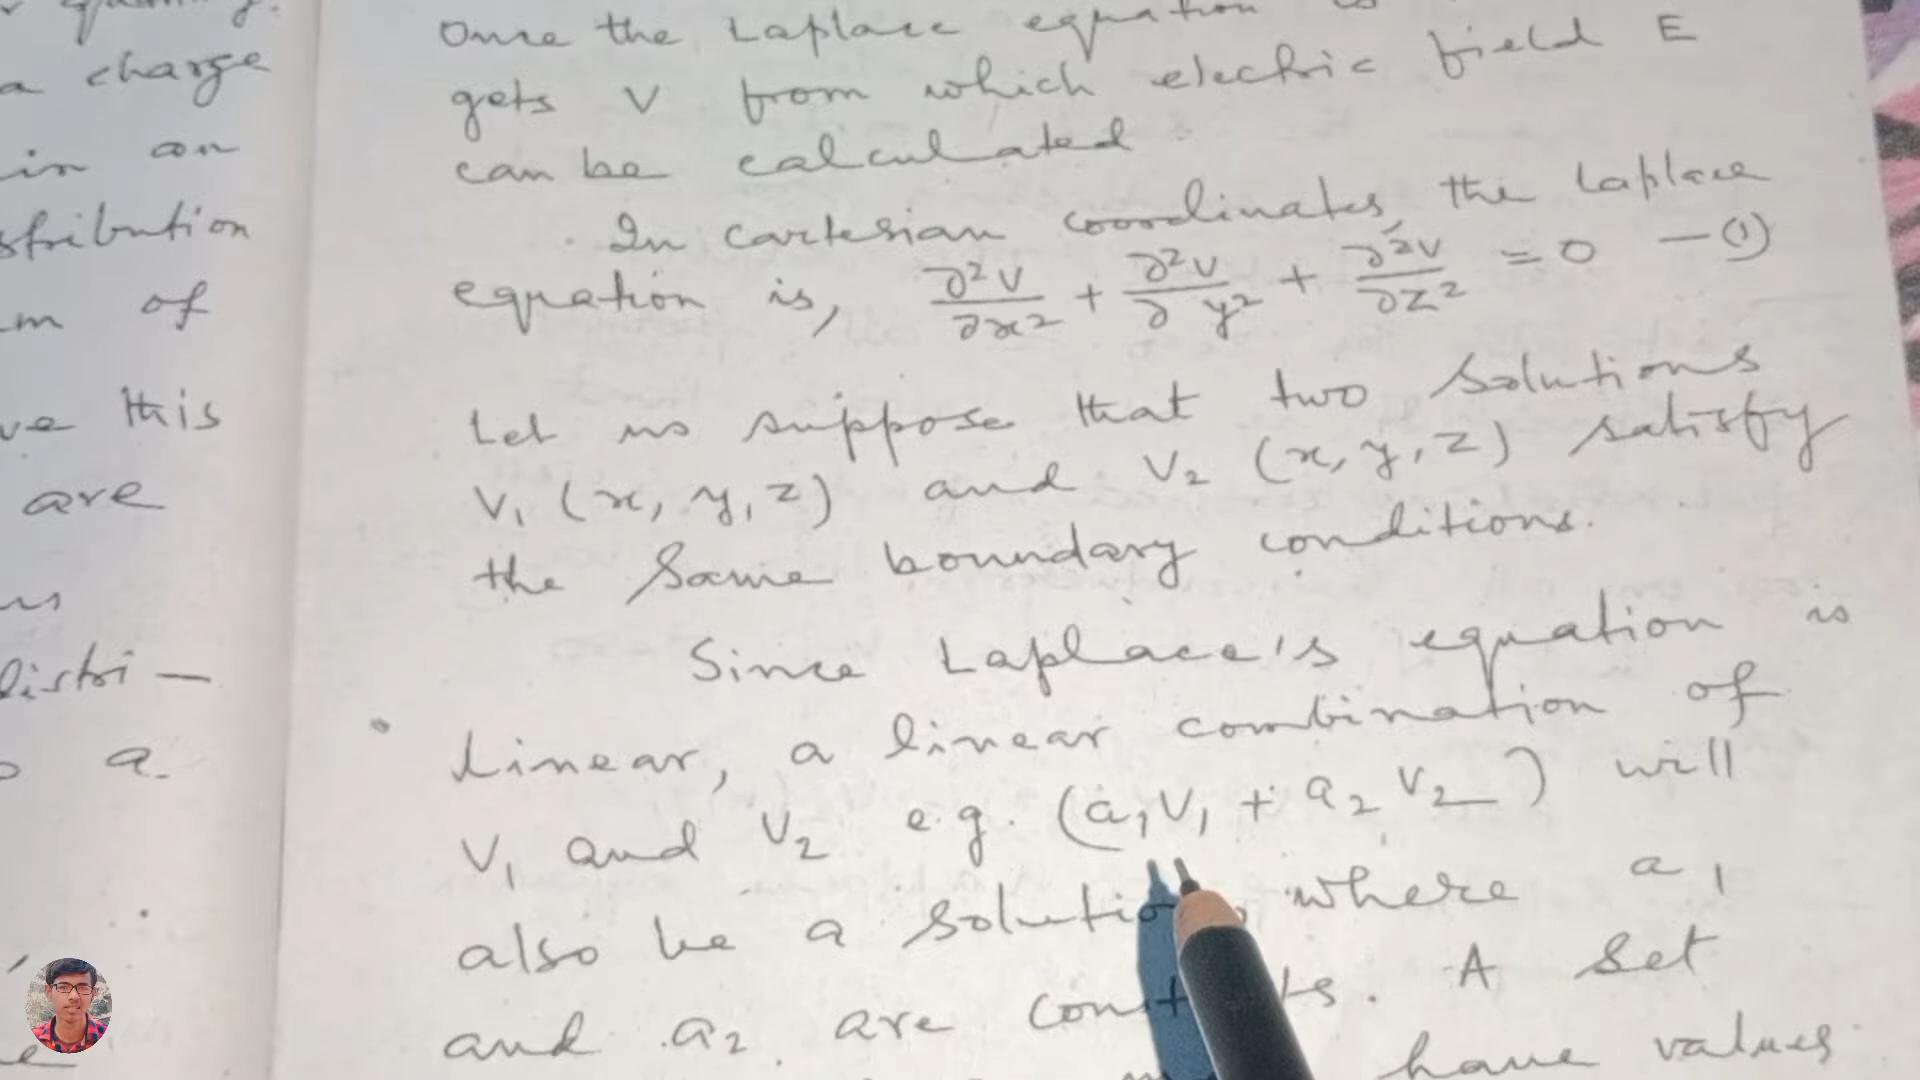 a charge
in an
of
this
are
a.
Once the Laplace equation
gets V from which electric field E
can be calculated.
In cartesian coordinates, the Laplace
equation is, ∂²V/∂x² + ∂²V/∂y² + ∂²V/∂z² = 0 — (1)
Let us suppose that two solutions
V₁ (x, y, z) and V₂ (x, y, z) satisfy
the same boundary conditions.
Since Laplace's equation is
linear, a linear combination of
V₁ and V₂ e.g. (a₁V₁ + a₂V₂) will
also be a solution, where a₁
and a₂ are constants. A set
have values